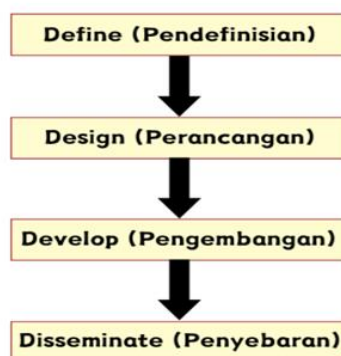 Define (Pendefinisian)
Design (Perancangan)
Develop (Pengembangan)
Disseminate (Penyebaran)